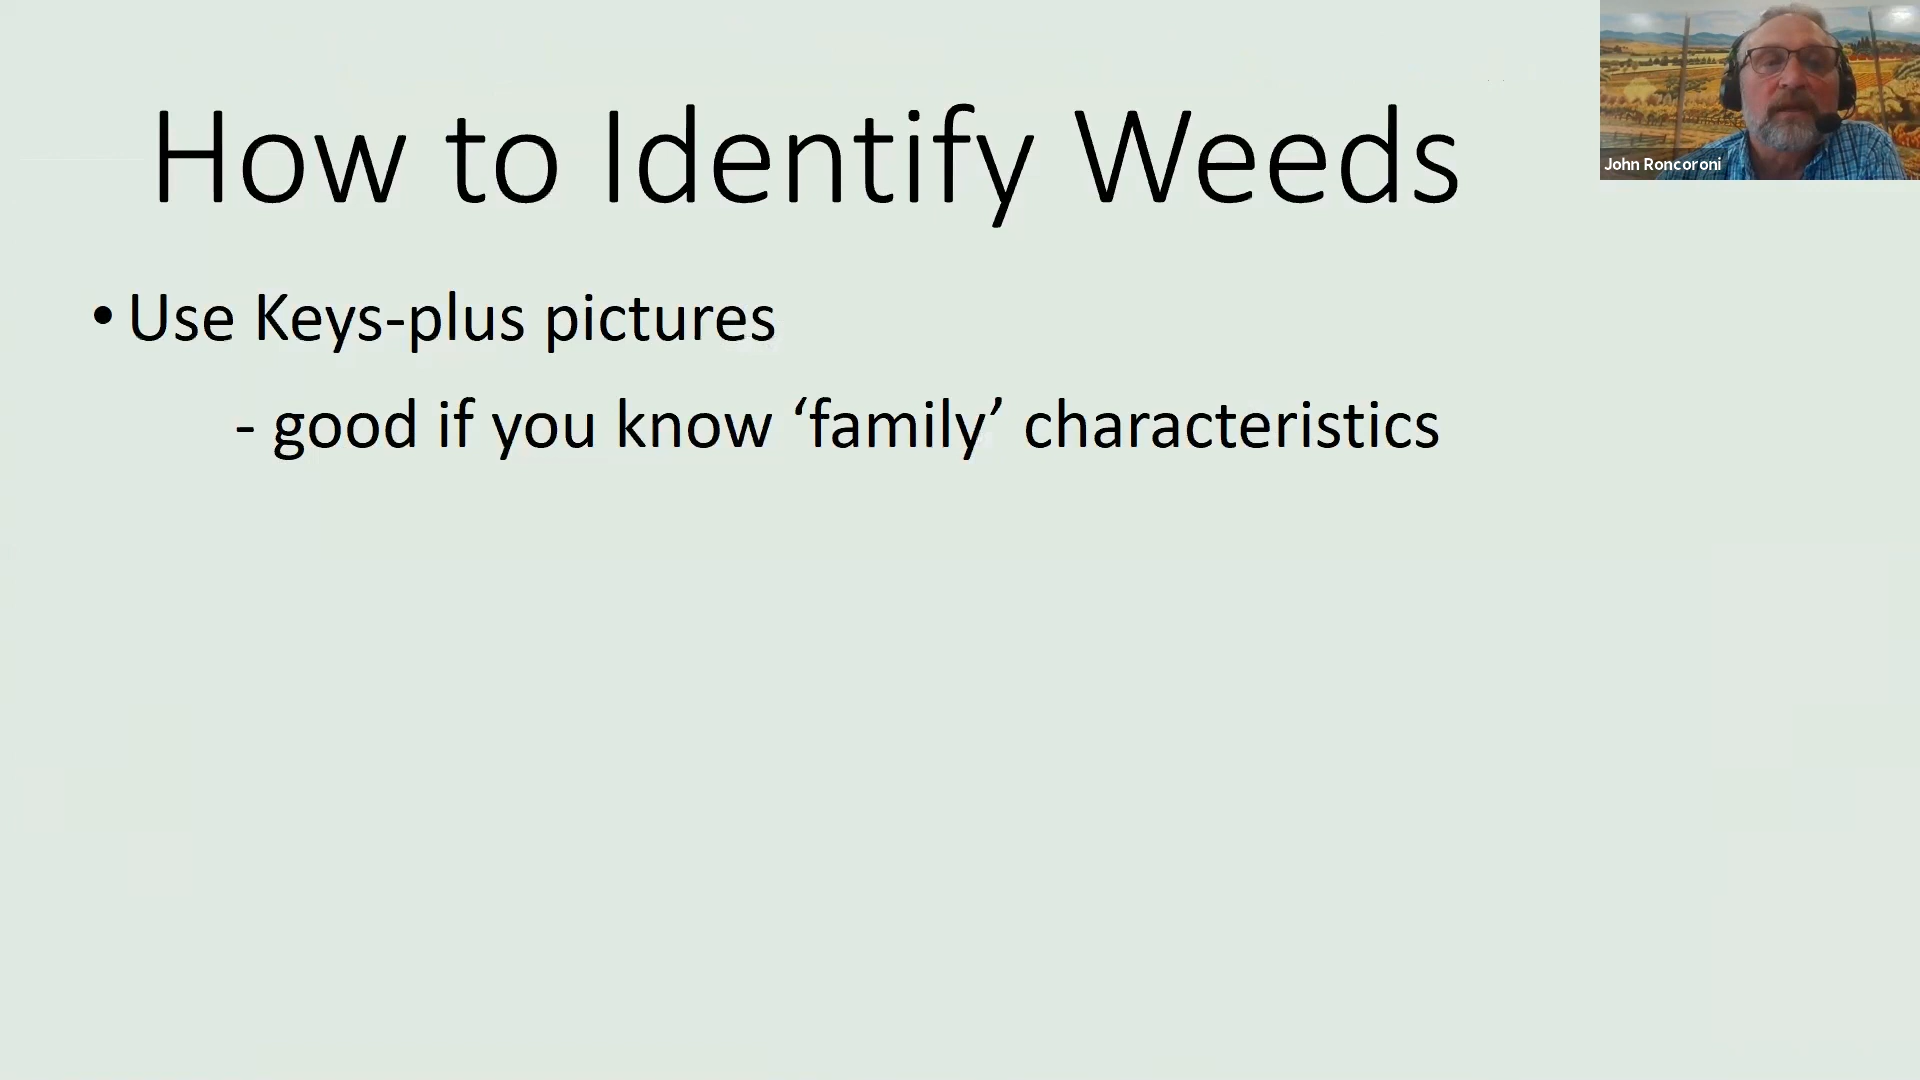 How to Identify Weeds
John Roncoroni
• Use Keys-plus pictures
- good if you know ‘family’ characteristics